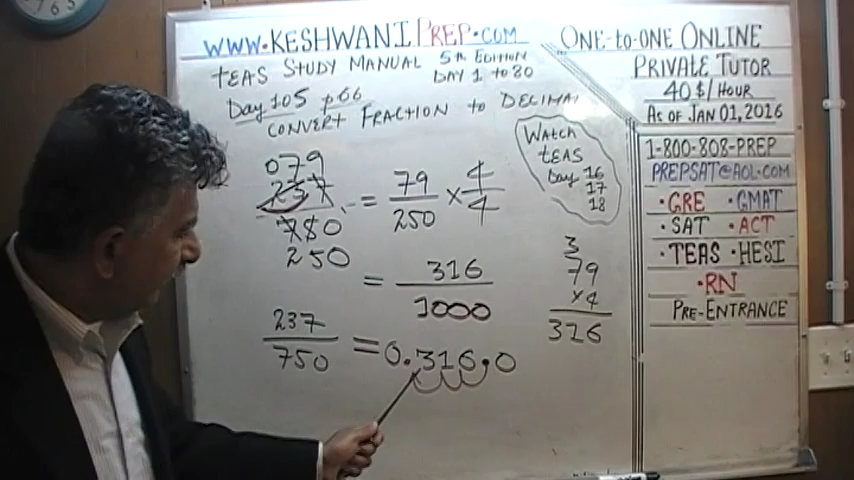 WWW.KESHWANIPREP.COM
TEAS STUDY MANUAL 5th EDITION
DAY 1 to 80
Day 105 p66
CONVERT FRACTION to DECIMAL
WATCH
TEAS
Day 16
17
18
079
237
750
250
= 79/250 × 4/4
= 316/1000
3
79
×4
316
237/750 = 0.316.0
ONE-to-ONE ONLINE
PRIVATE TUTOR
40$/HOUR
AS OF JAN 01,2016
1-800-808-PREP
PREPSAT@AOL.COM
•GRE •GMAT
•SAT •ACT
•TEAS •HESI
•RN
PRE-ENTRANCE